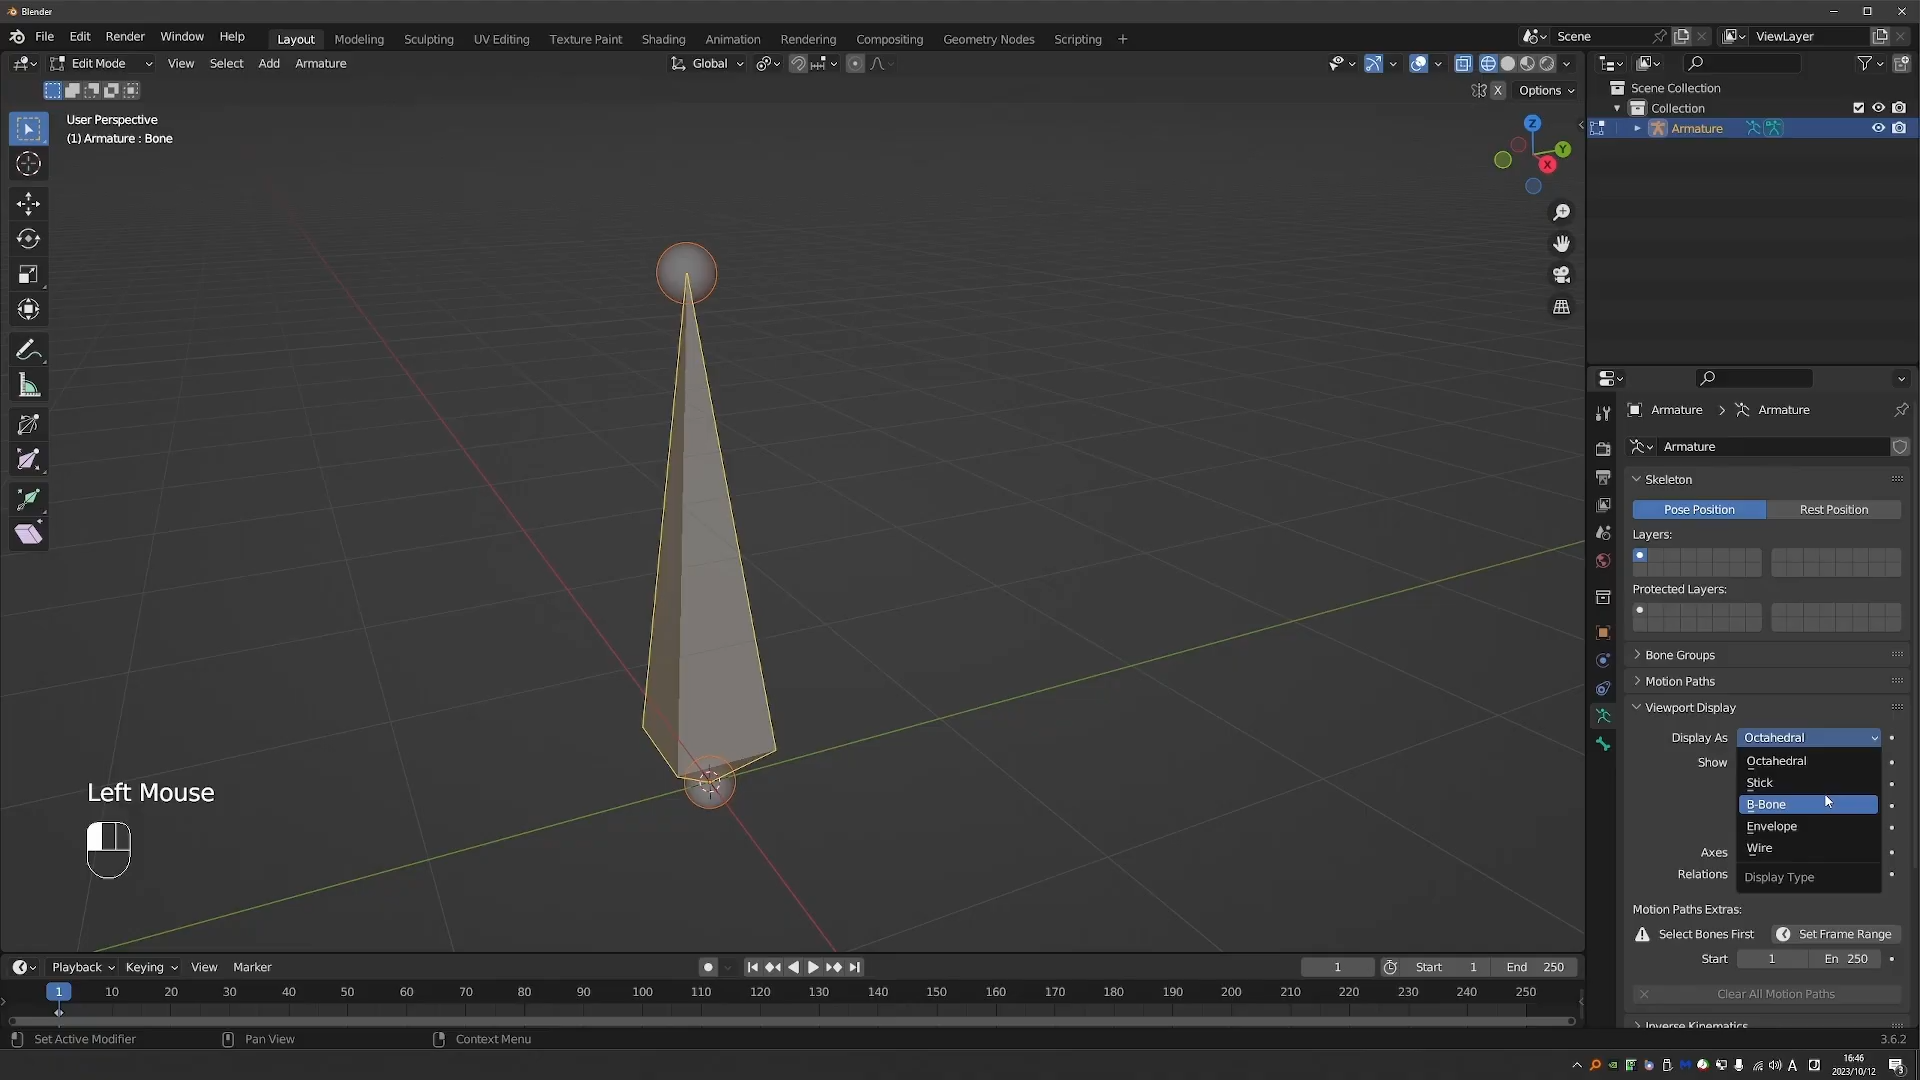 Blender
File Edit Render Window Help Layout Modeling Sculpting UV Editing Texture Paint Shading Animation Rendering Compositing Geometry Nodes Scripting + Scene ViewLayer
Edit Mode View Select Add Armature Global
X Options
User Perspective
(1) Armature : Bone
Z
Y
X
Scene Collection
Collection
Armature
Armature > Armature
Armature
Skeleton
Pose Position Rest Position
Layers:
Protected Layers:
Bone Groups
Motion Paths
Viewport Display
Display As Octahedral
Show Octahedral
Stick
B-Bone
Envelope
Axes Wire
Relations Display Type
Motion Paths Extras:
Select Bones First Set Frame Range
Start 1 En 250
Clear All Motion Paths
Inverse Kinematics
Left Mouse
Playback Keying View Marker 1 Start 1 End 250
1 10 20 30 40 50 60 70 80 90 100 110 120 130 140 150 160 170 180 190 200 210 220 230 240 250
Set Active Modifier Pan View Context Menu 3.6.2
A 16:46
2023/10/12 3